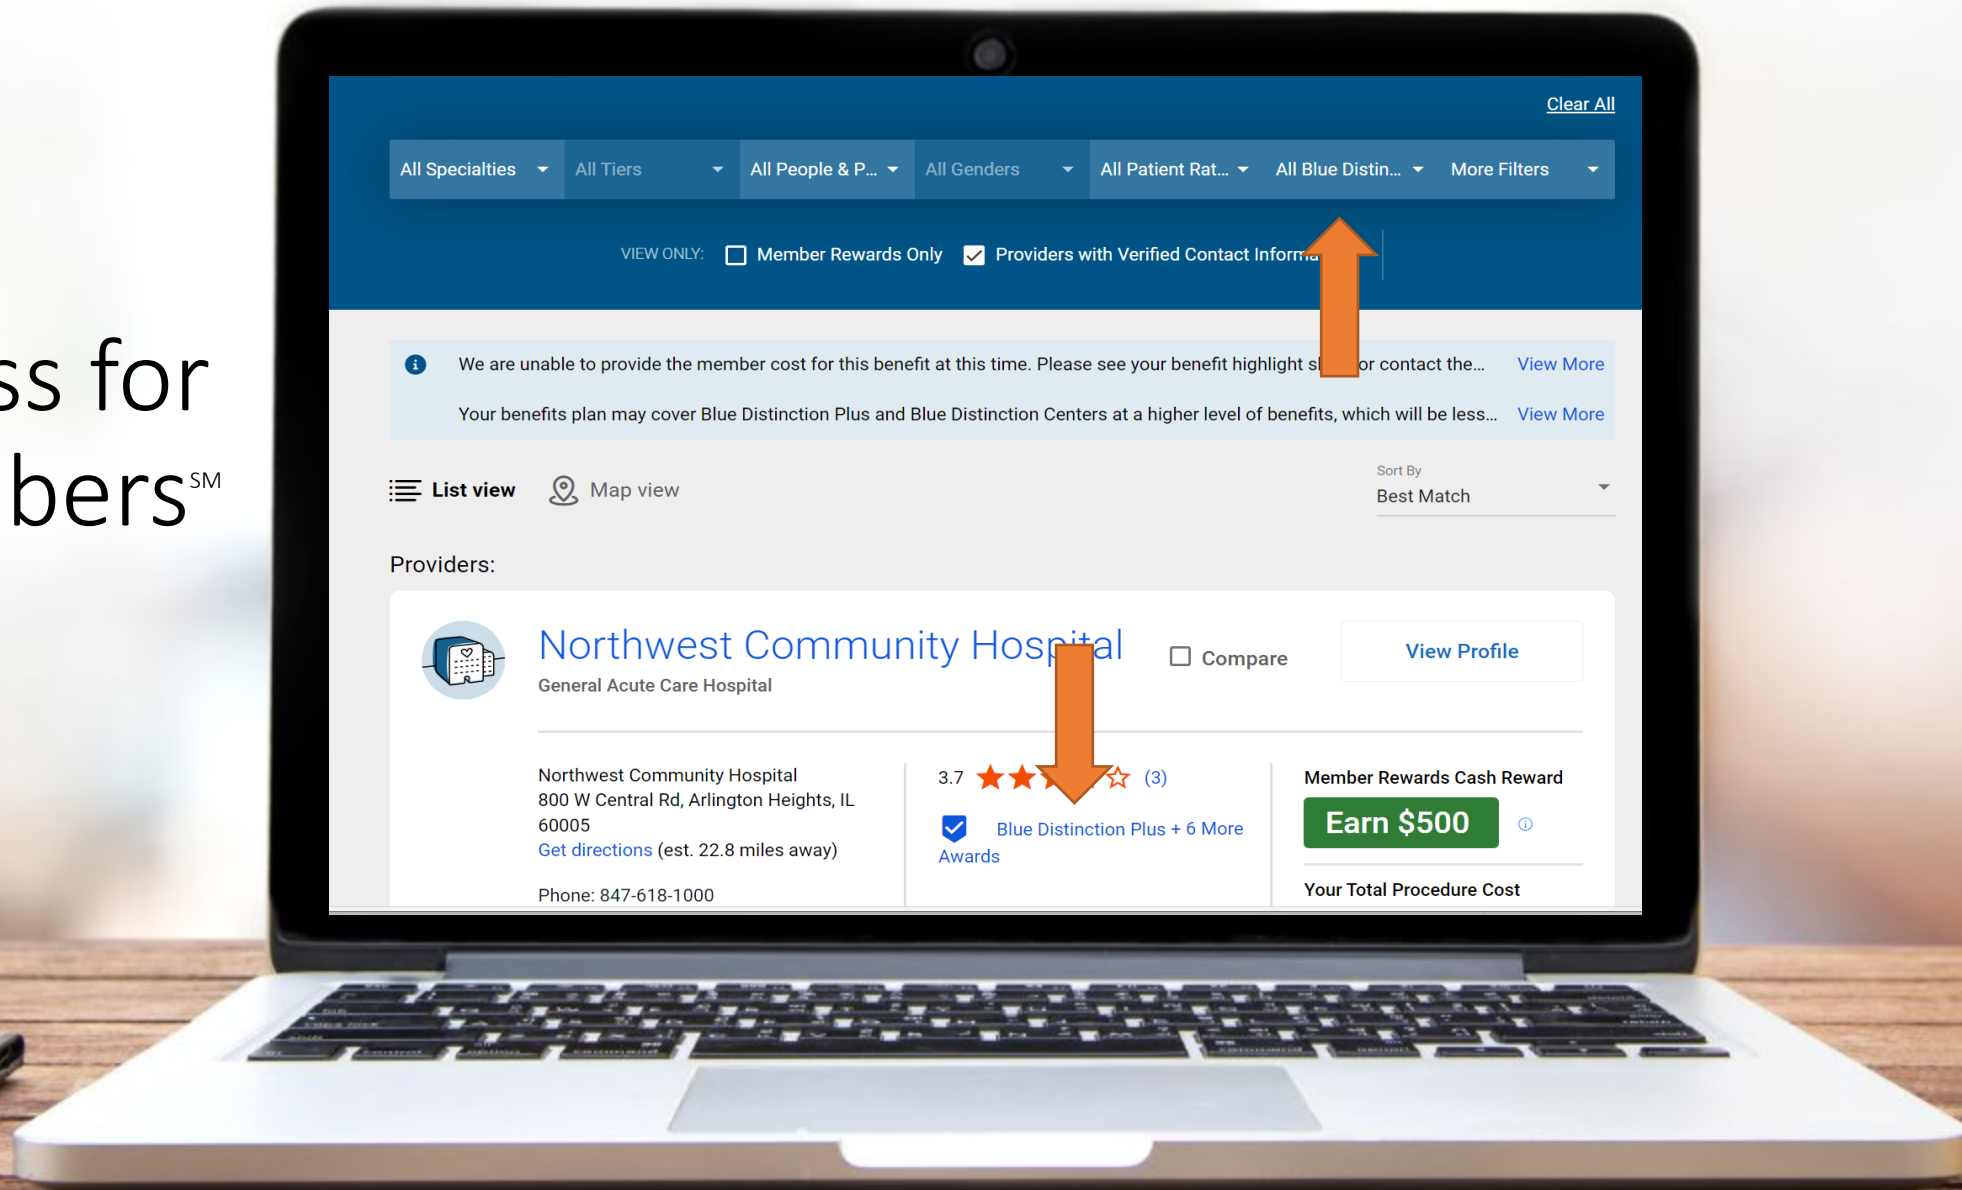 ss for
bersSM
Clear All
All Specialties
All Tiers
All People & P...
All Genders
All Patient Rat...
All Blue Distin...
More Filters
VIEW ONLY:
Member Rewards Only
Providers with Verified Contact Informa
We are unable to provide the member cost for this benefit at this time. Please see your benefit highlight or contact the...
View More
Your benefits plan may cover Blue Distinction Plus and Blue Distinction Centers at a higher level of benefits, which will be less...
View More
List view
Map view
Sort By
Best Match
Providers:
Northwest Community Hospital
General Acute Care Hospital
Compare
View Profile
Northwest Community Hospital
800 W Central Rd, Arlington Heights, IL
60005
Get directions (est. 22.8 miles away)
Phone: 847-618-1000
3.7
(3)
Blue Distinction Plus + 6 More
Awards
Member Rewards Cash Reward
Earn $500
Your Total Procedure Cost
control
option
command
command
option